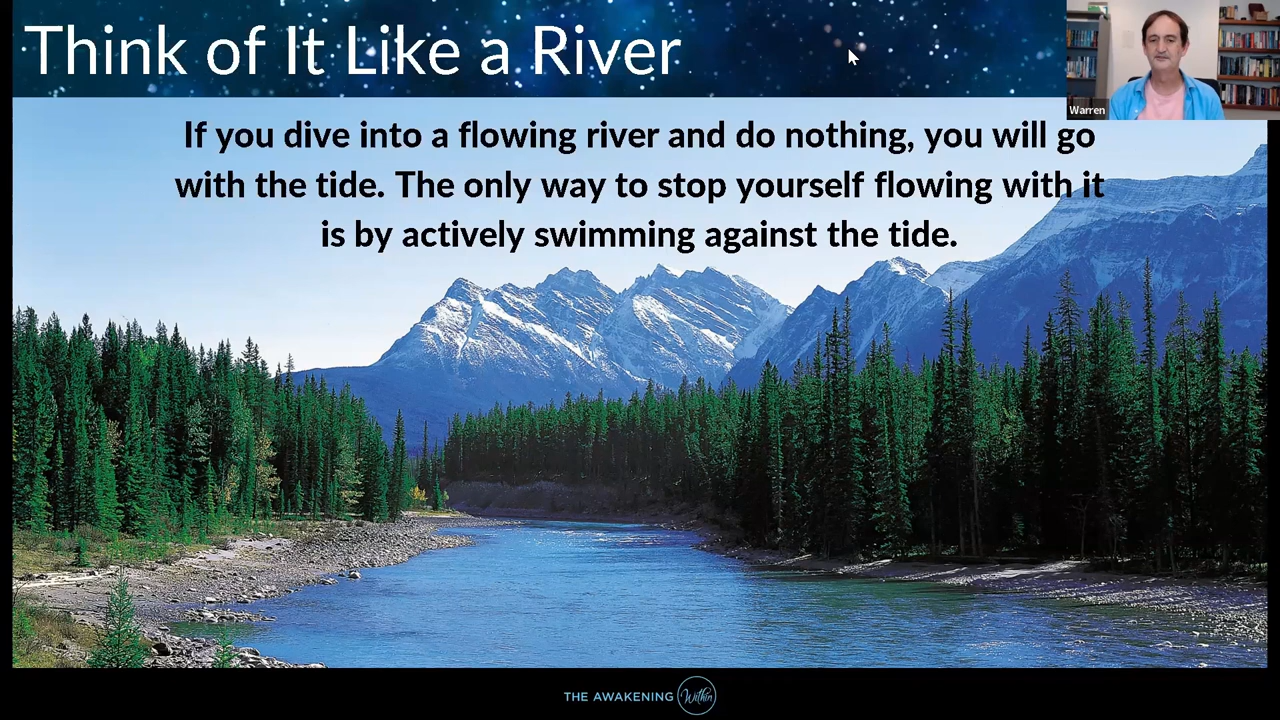 Think of It Like a River
Warren
If you dive into a flowing river and do nothing, you will go
with the tide. The only way to stop yourself flowing with it
is by actively swimming against the tide.
THE AWAKENING Within